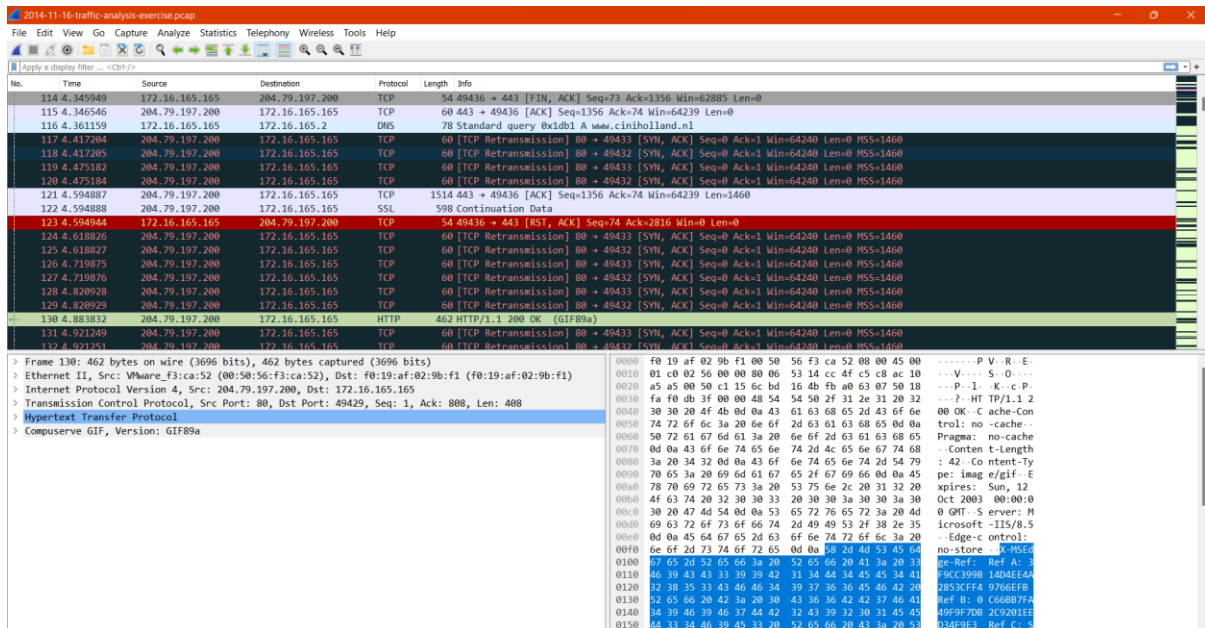 2014-11-16-traffic-analysis-exercise.pcap
File Edit View Go Capture Analyze Statistics Telephony Wireless Tools Help
Apply a display filter ... <Ctrl-/>
No. Time Source Destination Protocol Length Info
114 4.345949 172.16.165.165 204.79.197.200 TCP 54 49436 → 443 [FIN, ACK] Seq=73 Ack=1356 Win=62885 Len=0
115 4.346546 204.79.197.200 172.16.165.165 TCP 60 443 → 49436 [ACK] Seq=1356 Ack=74 Win=64239 Len=0
116 4.361159 172.16.165.165 172.16.165.2 DNS 78 Standard query 0x1db1 A www.ciniholland.nl
117 4.417204 204.79.197.200 172.16.165.165 TCP 60 [TCP Retransmission] 80 → 49433 [SYN, ACK] Seq=0 Ack=1 Win=64240 Len=0 MSS=1460
118 4.417205 204.79.197.200 172.16.165.165 TCP 60 [TCP Retransmission] 80 → 49432 [SYN, ACK] Seq=0 Ack=1 Win=64240 Len=0 MSS=1460
119 4.475182 204.79.197.200 172.16.165.165 TCP 60 [TCP Retransmission] 80 → 49433 [SYN, ACK] Seq=0 Ack=1 Win=64240 Len=0 MSS=1460
120 4.475184 204.79.197.200 172.16.165.165 TCP 60 [TCP Retransmission] 80 → 49432 [SYN, ACK] Seq=0 Ack=1 Win=64240 Len=0 MSS=1460
121 4.594887 204.79.197.200 172.16.165.165 TCP 1514 443 → 49436 [ACK] Seq=1356 Ack=74 Win=64239 Len=1460
122 4.594888 204.79.197.200 172.16.165.165 SSL 598 Continuation Data
123 4.594944 172.16.165.165 204.79.197.200 TCP 54 49436 → 443 [RST, ACK] Seq=74 Ack=2816 Win=0 Len=0
124 4.618826 204.79.197.200 172.16.165.165 TCP 60 [TCP Retransmission] 80 → 49433 [SYN, ACK] Seq=0 Ack=1 Win=64240 Len=0 MSS=1460
125 4.618827 204.79.197.200 172.16.165.165 TCP 60 [TCP Retransmission] 80 → 49432 [SYN, ACK] Seq=0 Ack=1 Win=64240 Len=0 MSS=1460
126 4.719875 204.79.197.200 172.16.165.165 TCP 60 [TCP Retransmission] 80 → 49433 [SYN, ACK] Seq=0 Ack=1 Win=64240 Len=0 MSS=1460
127 4.719876 204.79.197.200 172.16.165.165 TCP 60 [TCP Retransmission] 80 → 49432 [SYN, ACK] Seq=0 Ack=1 Win=64240 Len=0 MSS=1460
128 4.820928 204.79.197.200 172.16.165.165 TCP 60 [TCP Retransmission] 80 → 49433 [SYN, ACK] Seq=0 Ack=1 Win=64240 Len=0 MSS=1460
129 4.820929 204.79.197.200 172.16.165.165 TCP 60 [TCP Retransmission] 80 → 49432 [SYN, ACK] Seq=0 Ack=1 Win=64240 Len=0 MSS=1460
130 4.883832 204.79.197.200 172.16.165.165 HTTP 462 HTTP/1.1 200 OK (GIF89a)
131 4.921249 204.79.197.200 172.16.165.165 TCP 60 [TCP Retransmission] 80 → 49433 [SYN, ACK] Seq=0 Ack=1 Win=64240 Len=0 MSS=1460
132 4.921251 204.79.197.200 172.16.165.165 TCP 60 [TCP Retransmission] 80 → 49432 [SYN, ACK] Seq=0 Ack=1 Win=64240 Len=0 MSS=1460
> Frame 130: 462 bytes on wire (3696 bits), 462 bytes captured (3696 bits)
> Ethernet II, Src: VMware_f3:ca:52 (00:50:56:f3:ca:52), Dst: f0:19:af:02:9b:f1 (f0:19:af:02:9b:f1)
> Internet Protocol Version 4, Src: 204.79.197.200, Dst: 172.16.165.165
> Transmission Control Protocol, Src Port: 80, Dst Port: 49429, Seq: 1, Ack: 808, Len: 408
> Hypertext Transfer Protocol
> Compuserve GIF, Version: GIF89a
0000 f0 19 af 02 9b f1 00 50 56 f3 ca 52 08 00 45 00 ·······P V··R··E·
0010 01 c0 02 56 00 00 80 06 53 14 cc 4f c5 c8 ac 10 ···V···· S··O····
0020 a5 a5 00 50 c1 15 6c bd 16 4b fb a0 63 07 50 18 ···P··l· ·K··c·P·
0030 fa f0 db 3f 00 00 48 54 54 50 2f 31 2e 31 20 32 ···?··HT TP/1.1 2
0040 30 30 20 4f 4b 0d 0a 43 61 63 68 65 2d 43 6f 6e 00 OK··C ache-Con
0050 74 72 6f 6c 3a 20 6e 6f 2d 63 61 63 68 65 0d 0a trol: no -cache··
0060 50 72 61 67 6d 61 3a 20 6e 6f 2d 63 61 63 68 65 Pragma: no-cache
0070 0d 0a 43 6f 6e 74 65 6e 74 2d 4c 65 6e 67 74 68 ··Conten t-Length
0080 3a 20 34 32 0d 0a 43 6f 6e 74 65 6e 74 2d 54 79 : 42··Co ntent-Ty
0090 70 65 3a 20 69 6d 61 67 65 2f 67 69 66 0d 0a 45 pe: imag e/gif··E
00a0 78 70 69 72 65 73 3a 20 53 75 6e 2c 20 31 32 20 xpires: Sun, 12
00b0 4f 63 74 20 32 30 30 33 20 30 30 3a 30 30 3a 30 Oct 2003 00:00:0
00c0 30 20 47 4d 54 0d 0a 53 65 72 76 65 72 3a 20 4d 0 GMT··S erver: M
00d0 69 63 72 6f 73 6f 66 74 2d 49 49 53 2f 38 2e 35 icrosoft -IIS/8.5
00e0 0d 0a 45 64 67 65 2d 63 6f 6e 74 72 6f 6c 3a 20 ··Edge-c ontrol:
00f0 6e 6f 2d 73 74 6f 72 65 0d 0a 58 2d 4d 53 45 64 no-store ··X-MSEd
0100 67 65 2d 52 65 66 3a 20 52 65 66 20 41 3a 20 33 ge-Ref: Ref A: 3
0110 46 39 43 43 33 39 39 42 31 34 44 34 45 45 34 41 F9CC399B 14D4EE4A
0120 32 38 35 33 43 46 46 34 39 37 36 36 45 46 42 20 2853CFF4 9766EFB
0130 52 65 66 20 42 3a 20 30 43 36 36 42 42 37 46 41 Ref B: 0 C66BB7FA
0140 34 39 46 39 46 37 44 42 32 43 39 32 30 31 45 45 49F9F7DB 2C9201EE
0150 44 33 34 46 39 45 33 20 52 65 66 20 43 3a 20 53 D34F9E3 Ref C: S